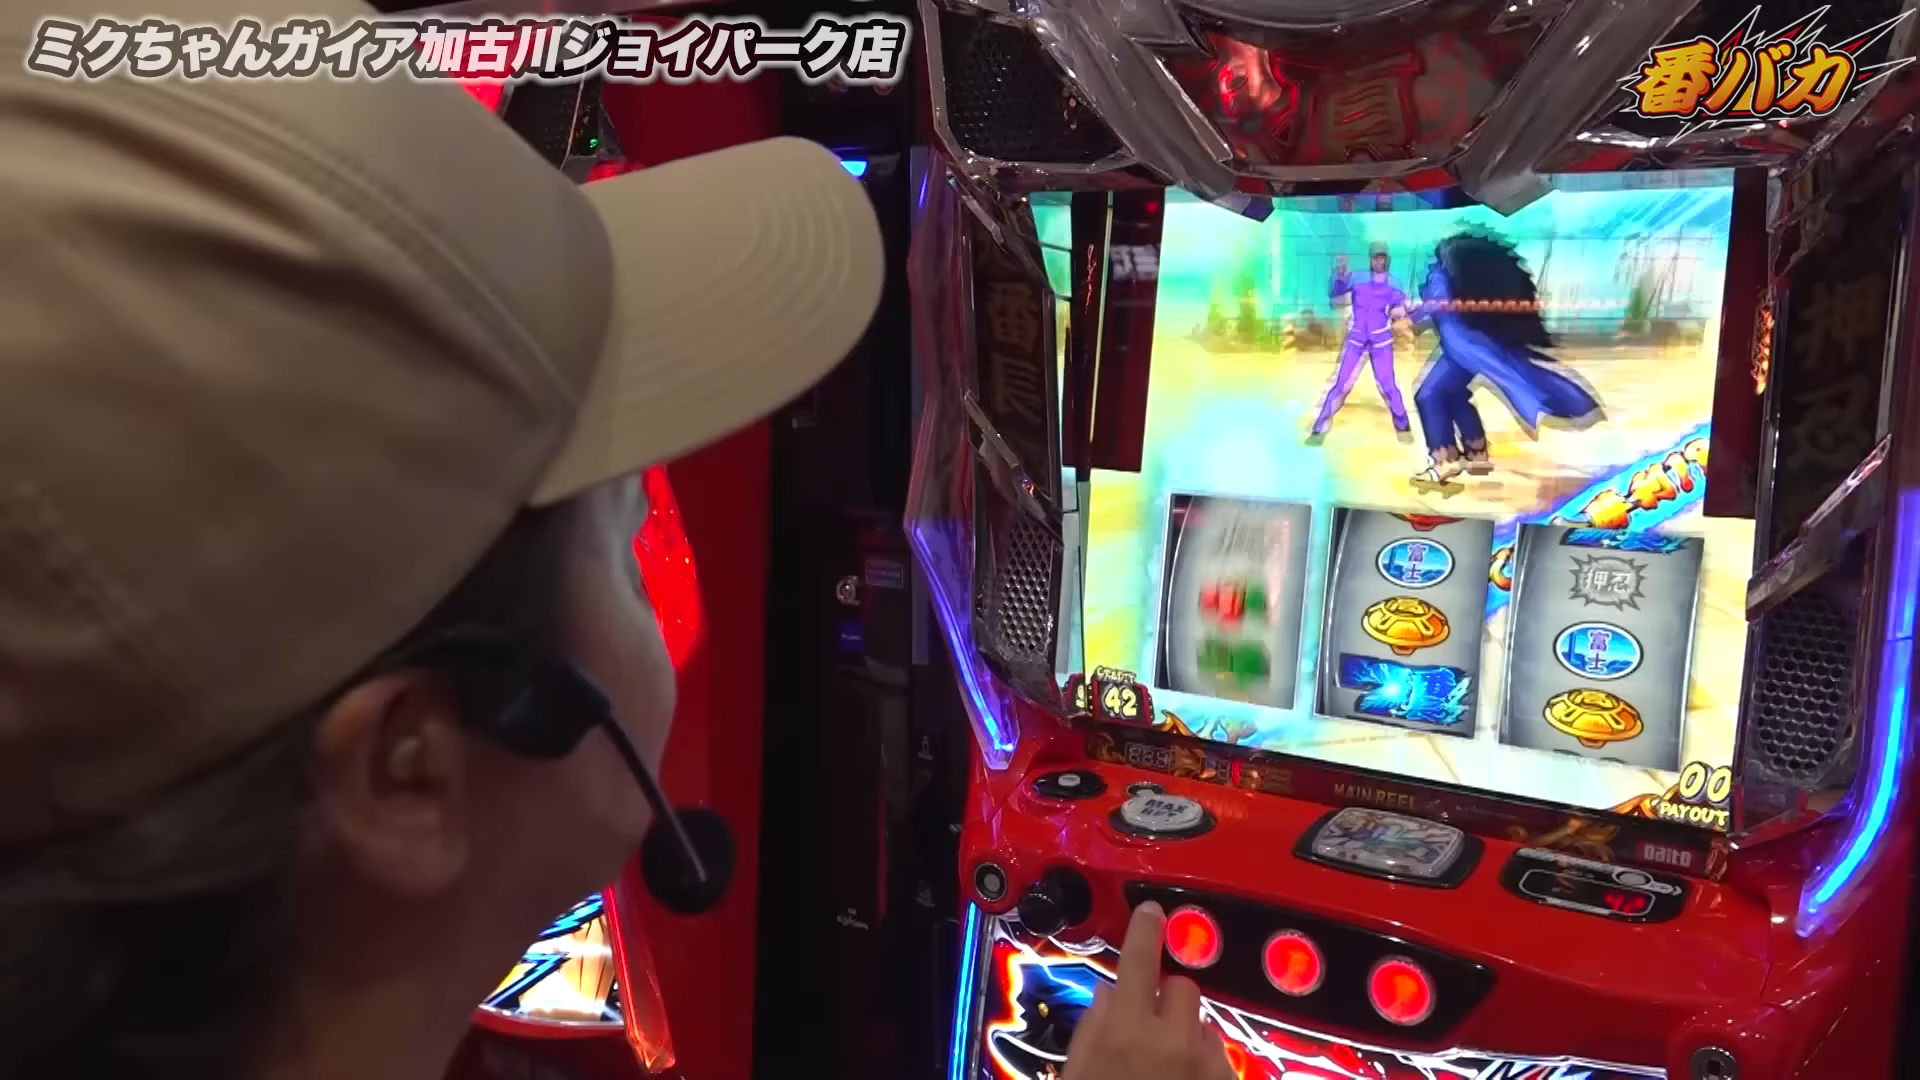 ミクちゃんガイア加古川ジョイパーク店
番バカ
富士
押忍
富士
CREDIT
42
00
PAYOUT
MAIN REEL
MAX BET
Daito
番長
押忍